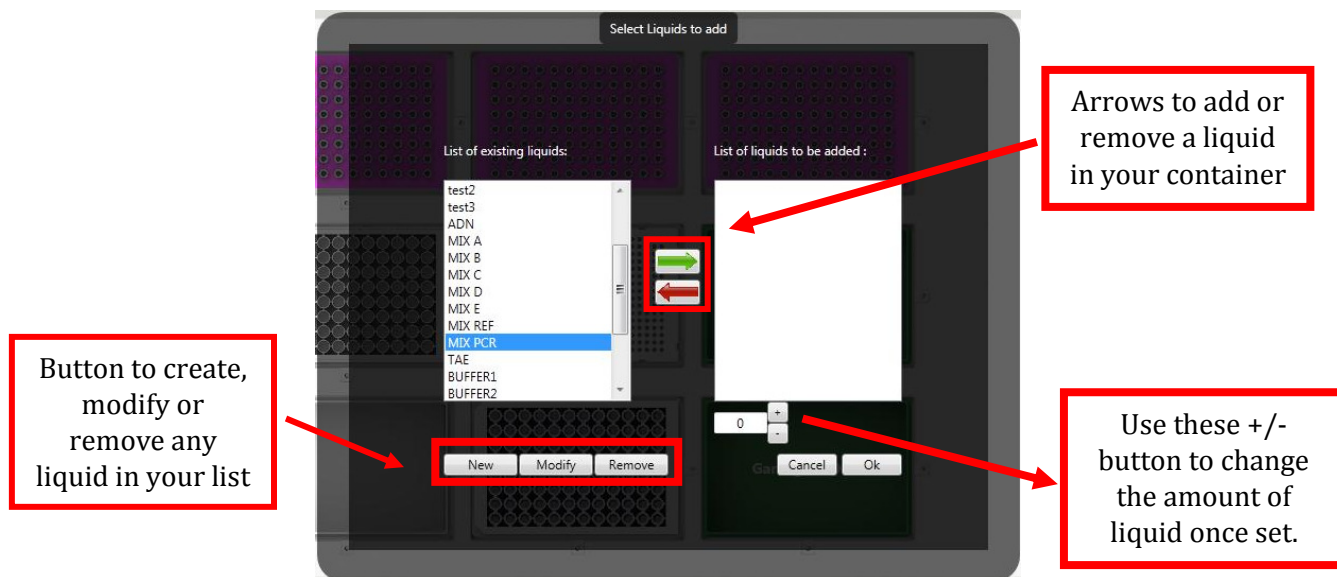 Select Liquids to add
Arrows to add or
remove a liquid
in your container
List of existing liquids:
List of liquids to be added :
test2
test3
ADN
MIX A
MIX B
MIX C
MIX D
MIX E
MIX REF
MIX PCR
TAE
BUFFER1
BUFFER2
Button to create,
modify or
remove any
liquid in your list
0
+
-
New Modify Remove
Cancel Ok
Use these +/-
button to change
the amount of
liquid once set.